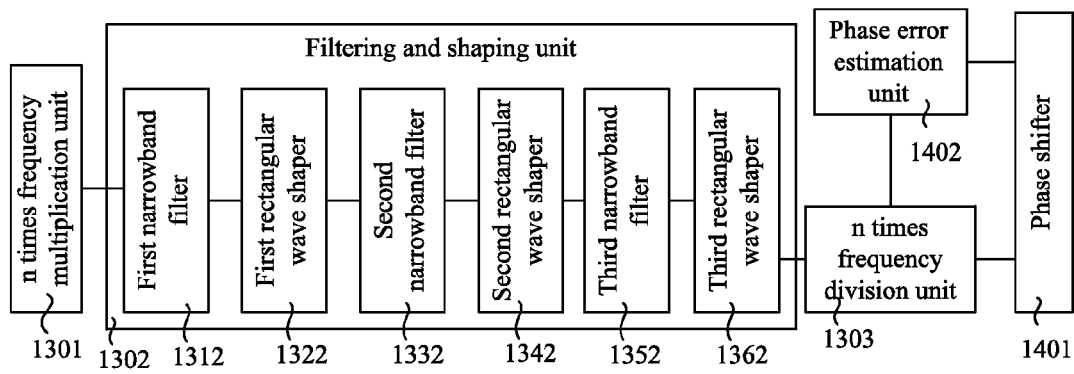 Filtering and shaping unit
n times frequency
multiplication unit
First narrowband
filter
First rectangular
wave shaper
Second
narrowband filter
Second rectangular
wave shaper
Third narrowband
filter
Third rectangular
wave shaper
Phase error
estimation
unit
n times
frequency
division unit
Phase shifter
1301
1302
1312
1322
1332
1342
1352
1362
1303
1402
1401